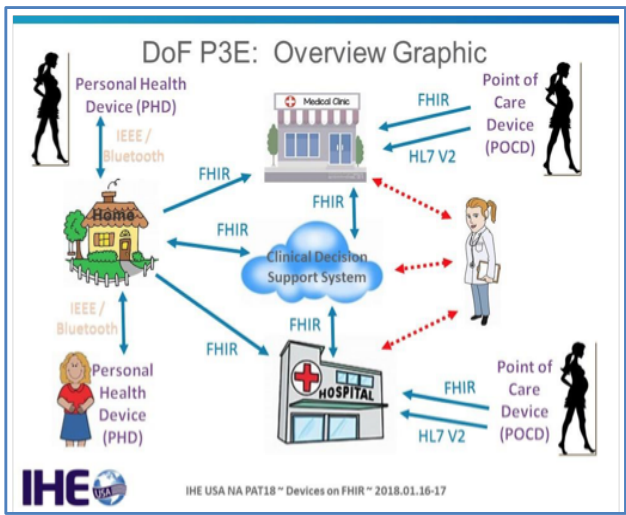 DoF P3E:  Overview Graphic
Personal Health
Device (PHD)
IEEE /
Bluetooth
Medical Clinic
FHIR
HL7 V2
Point of
Care
Device
(POCD)
FHIR
FHIR
Home
FHIR
Clinical Decision
Support System
IEEE /
Bluetooth
FHIR
FHIR
Personal
Health
Device
(PHD)
HOSPITAL
FHIR
HL7 V2
Point of
Care
Device
(POCD)
IHE
USA
IHE USA NA PAT18 ~ Devices on FHIR ~ 2018.01.16-17